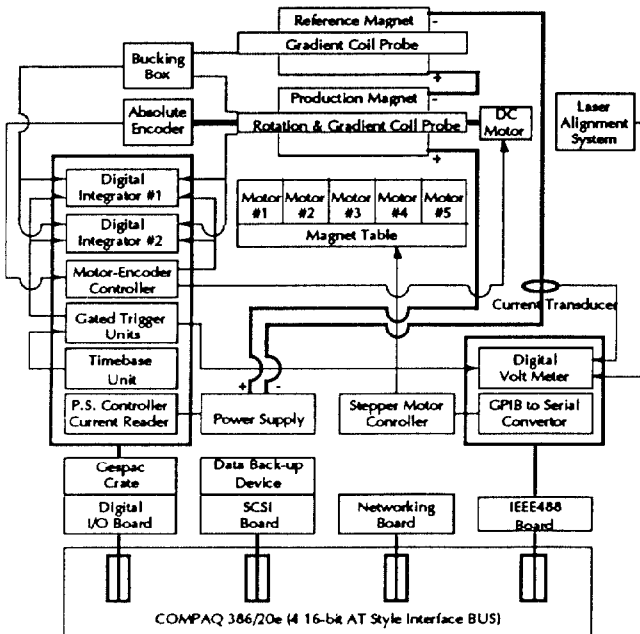 Reference Magnet
-
Gradient Coil Probe
+
Bucking
Box
Production Magnet
-
Absolute
Encoder
Rotation & Gradient Coil Probe
+
DC
Motor
Laser
Alignment
System
Digital
Integrator #1
Digital
Integrator #2
Motor-Encoder
Controller
Gated Trigger
Units
Timebase
Unit
P.S. Controller
Current Reader
Motor
#1
Motor
#2
Motor
#3
Motor
#4
Motor
#5
Magnet Table
Current Transducer
+ -
Power Supply
Stepper Motor
Conroller
Digital
Volt Meter
GPIB to Serial
Convertor
Gespac
Crate
Digital
I/O Board
Data Back-up
Device
SCSI
Board
Networking
Board
IEEE488
Board
COMPAQ 386/20e (4 16-bit AT Style Interface BUS)